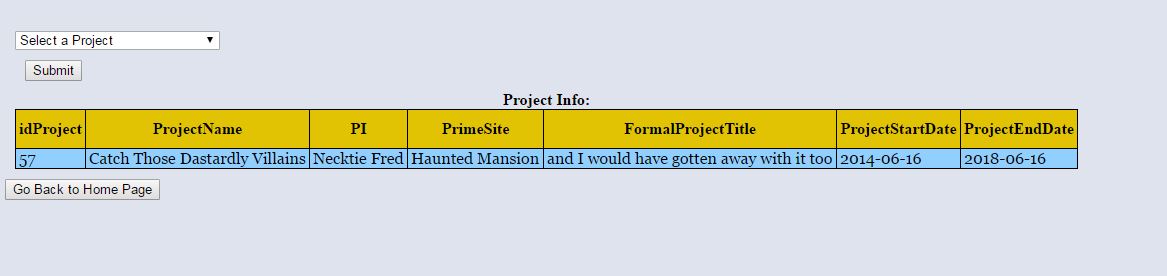 Select a Project
Submit
Project Info:
idProject ProjectName PI PrimeSite FormalProjectTitle ProjectStartDate ProjectEndDate
57 Catch Those Dastardly Villains Necktie Fred Haunted Mansion and I would have gotten away with it too 2014-06-16 2018-06-16
Go Back to Home Page